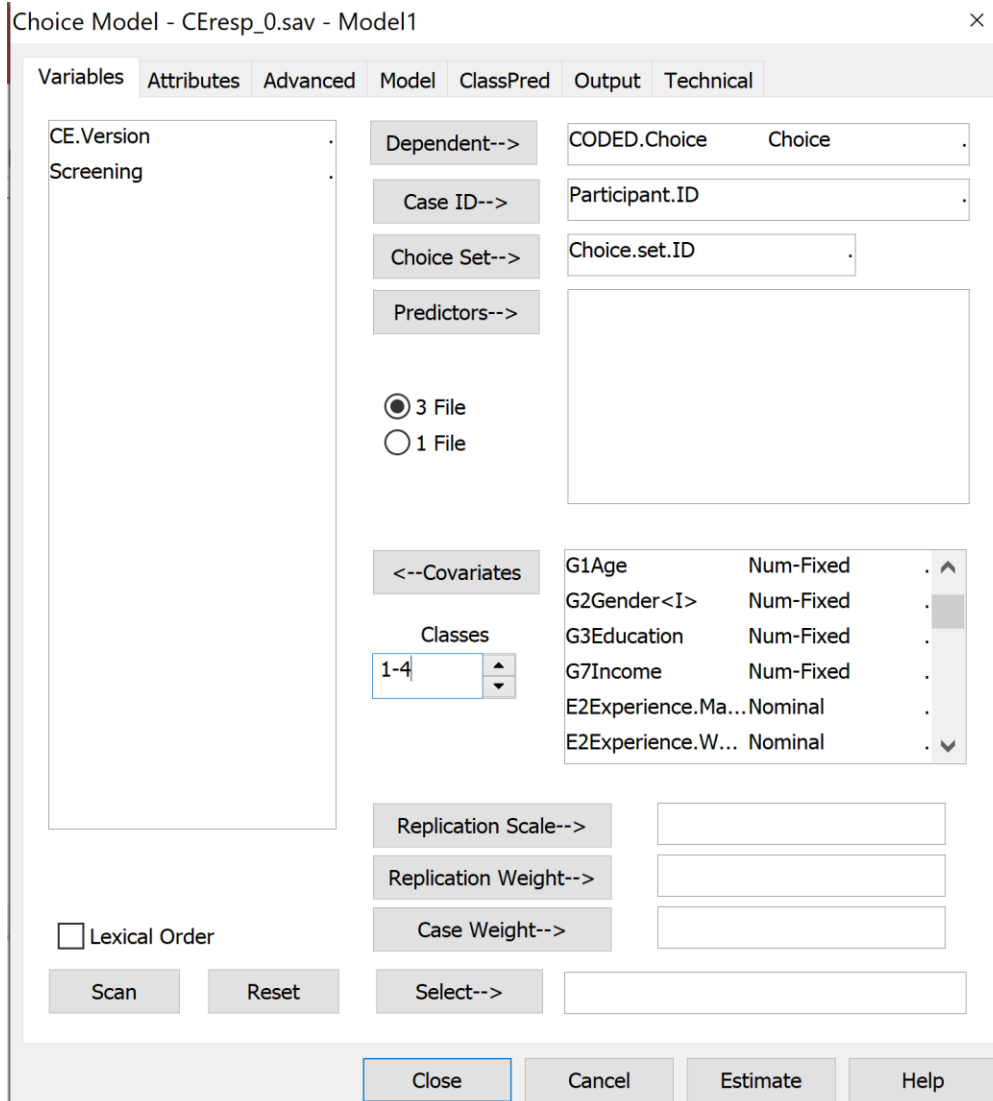 Choice Model - CEresp_0.sav - Model1 ×
Variables Attributes Advanced Model ClassPred Output Technical
CE.Version .
Screening .
Dependent--> CODED.Choice Choice .
Case ID--> Participant.ID .
Choice Set--> Choice.set.ID .
Predictors-->
3 File
1 File
<--Covariates
G1Age Num-Fixed .
G2Gender<I> Num-Fixed .
G3Education Num-Fixed .
G7Income Num-Fixed .
E2Experience.Ma...Nominal .
E2Experience.W... Nominal .
Classes
1-4
Replication Scale-->
Replication Weight-->
Case Weight-->
Lexical Order
Scan Reset Select-->
Close Cancel Estimate Help